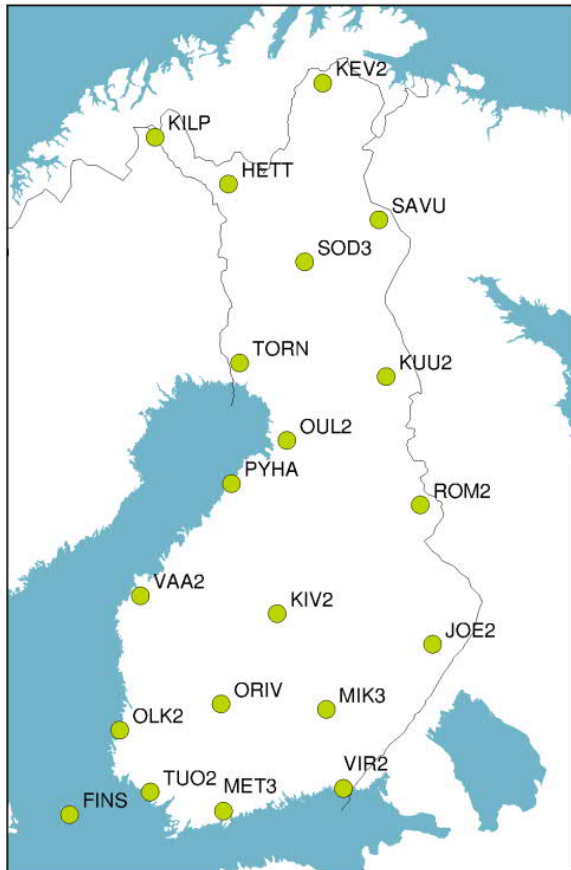 KEV2
KILP
HETT
SAVU
SOD3
TORN
KUU2
OUL2
PYHA
ROM2
VAA2
KIV2
JOE2
ORIV
MIK3
OLK2
VIR2
TUO2
MET3
FINS